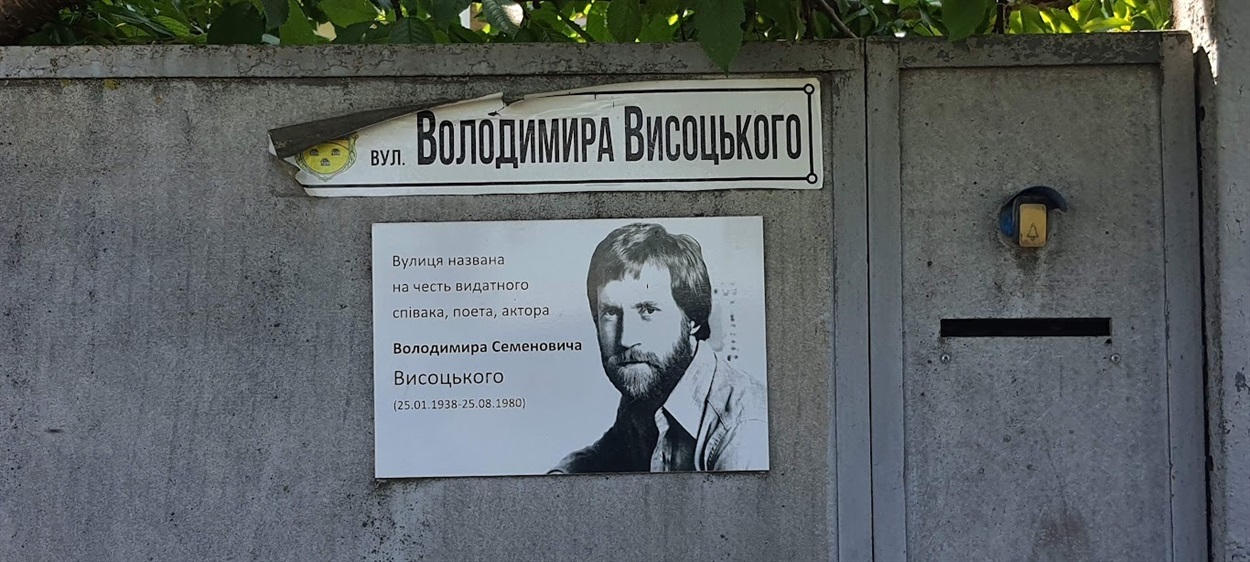 вул. Володимира Висоцького
Вулиця названа
на честь видатного
співака, поета, актора
Володимира Семеновича
Висоцького
(25.01.1938-25.08.1980)